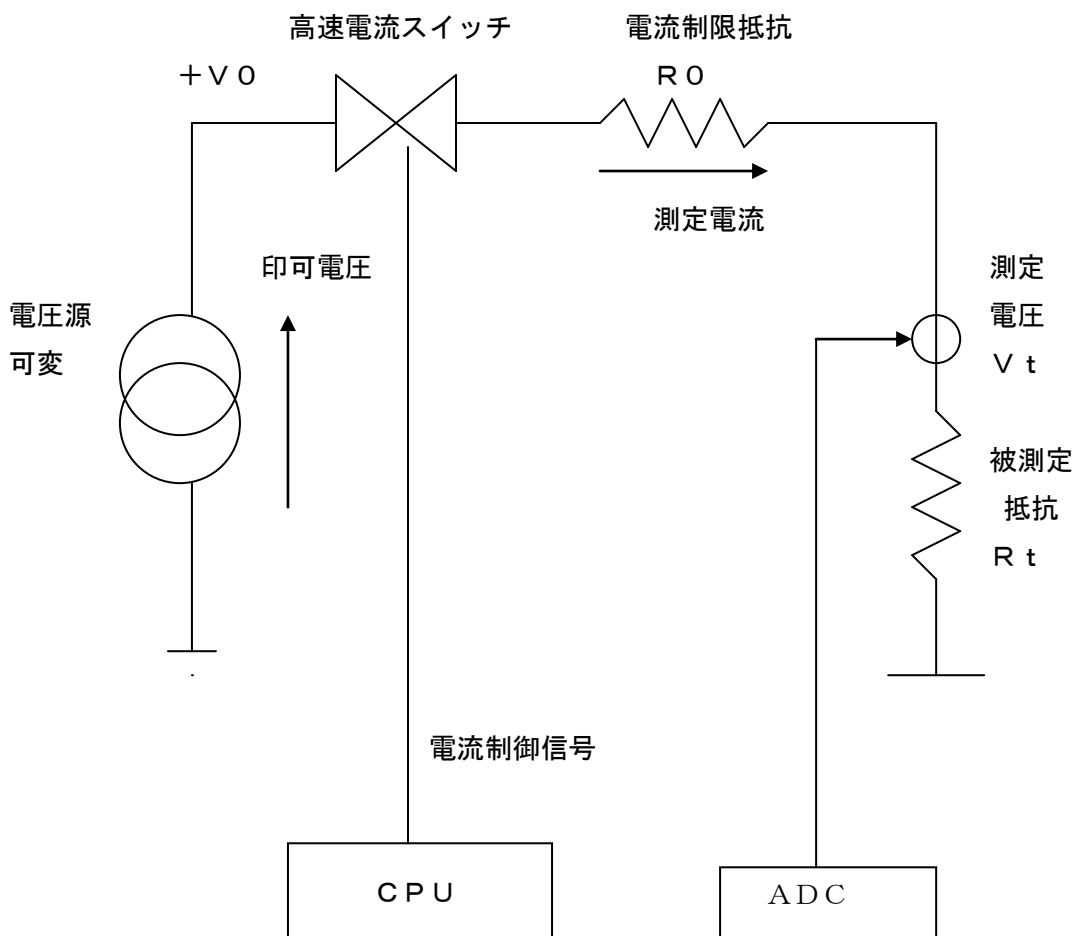 高速電流スイッチ
電流制限抵抗
+V0
R0
測定電流
印可電圧
電圧源
可変
測定
電圧
Vt
被測定
抵抗
Rt
電流制御信号
CPU
ADC